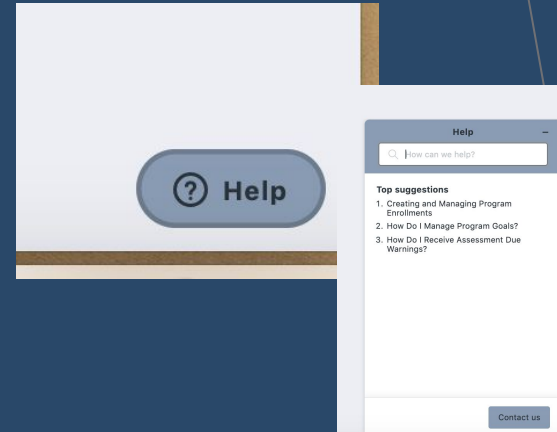 Help
Help
How can we help?
Top suggestions
1. Creating and Managing Program
Enrollments
2. How Do I Manage Program Goals?
3. How Do I Receive Assessment Due
Warnings?
Contact us